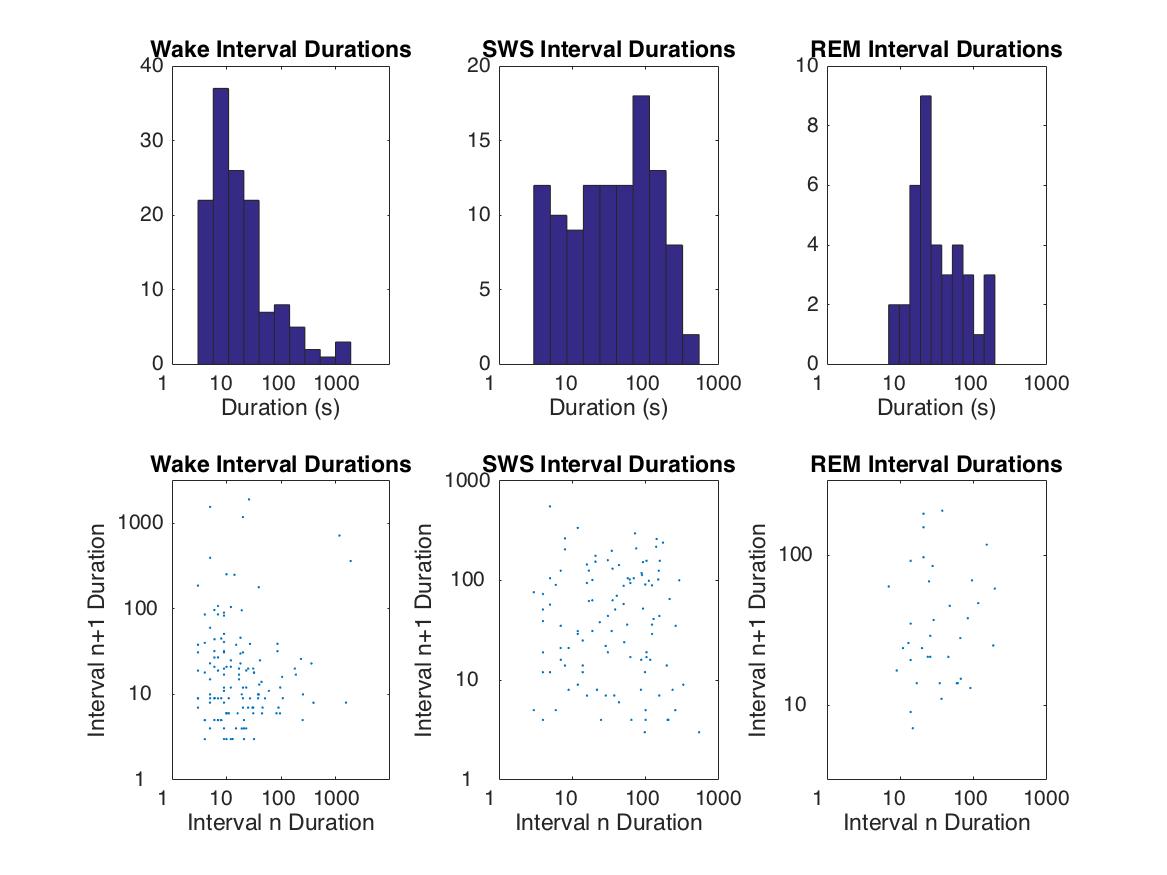 Wake Interval Durations
40
30
20
10
0
1 10 100 1000
Duration (s)
SWS Interval Durations
20
15
10
5
0
1 10 100 1000
Duration (s)
REM Interval Durations
10
8
6
4
2
0
1 10 100 1000
Duration (s)
Wake Interval Durations
Interval n+1 Duration
1000
100
10
1
1 10 100 1000
Interval n Duration
SWS Interval Durations
Interval n+1 Duration
1000
100
10
1
1 10 100 1000
Interval n Duration
REM Interval Durations
Interval n+1 Duration
100
10
1 10 100 1000
Interval n Duration